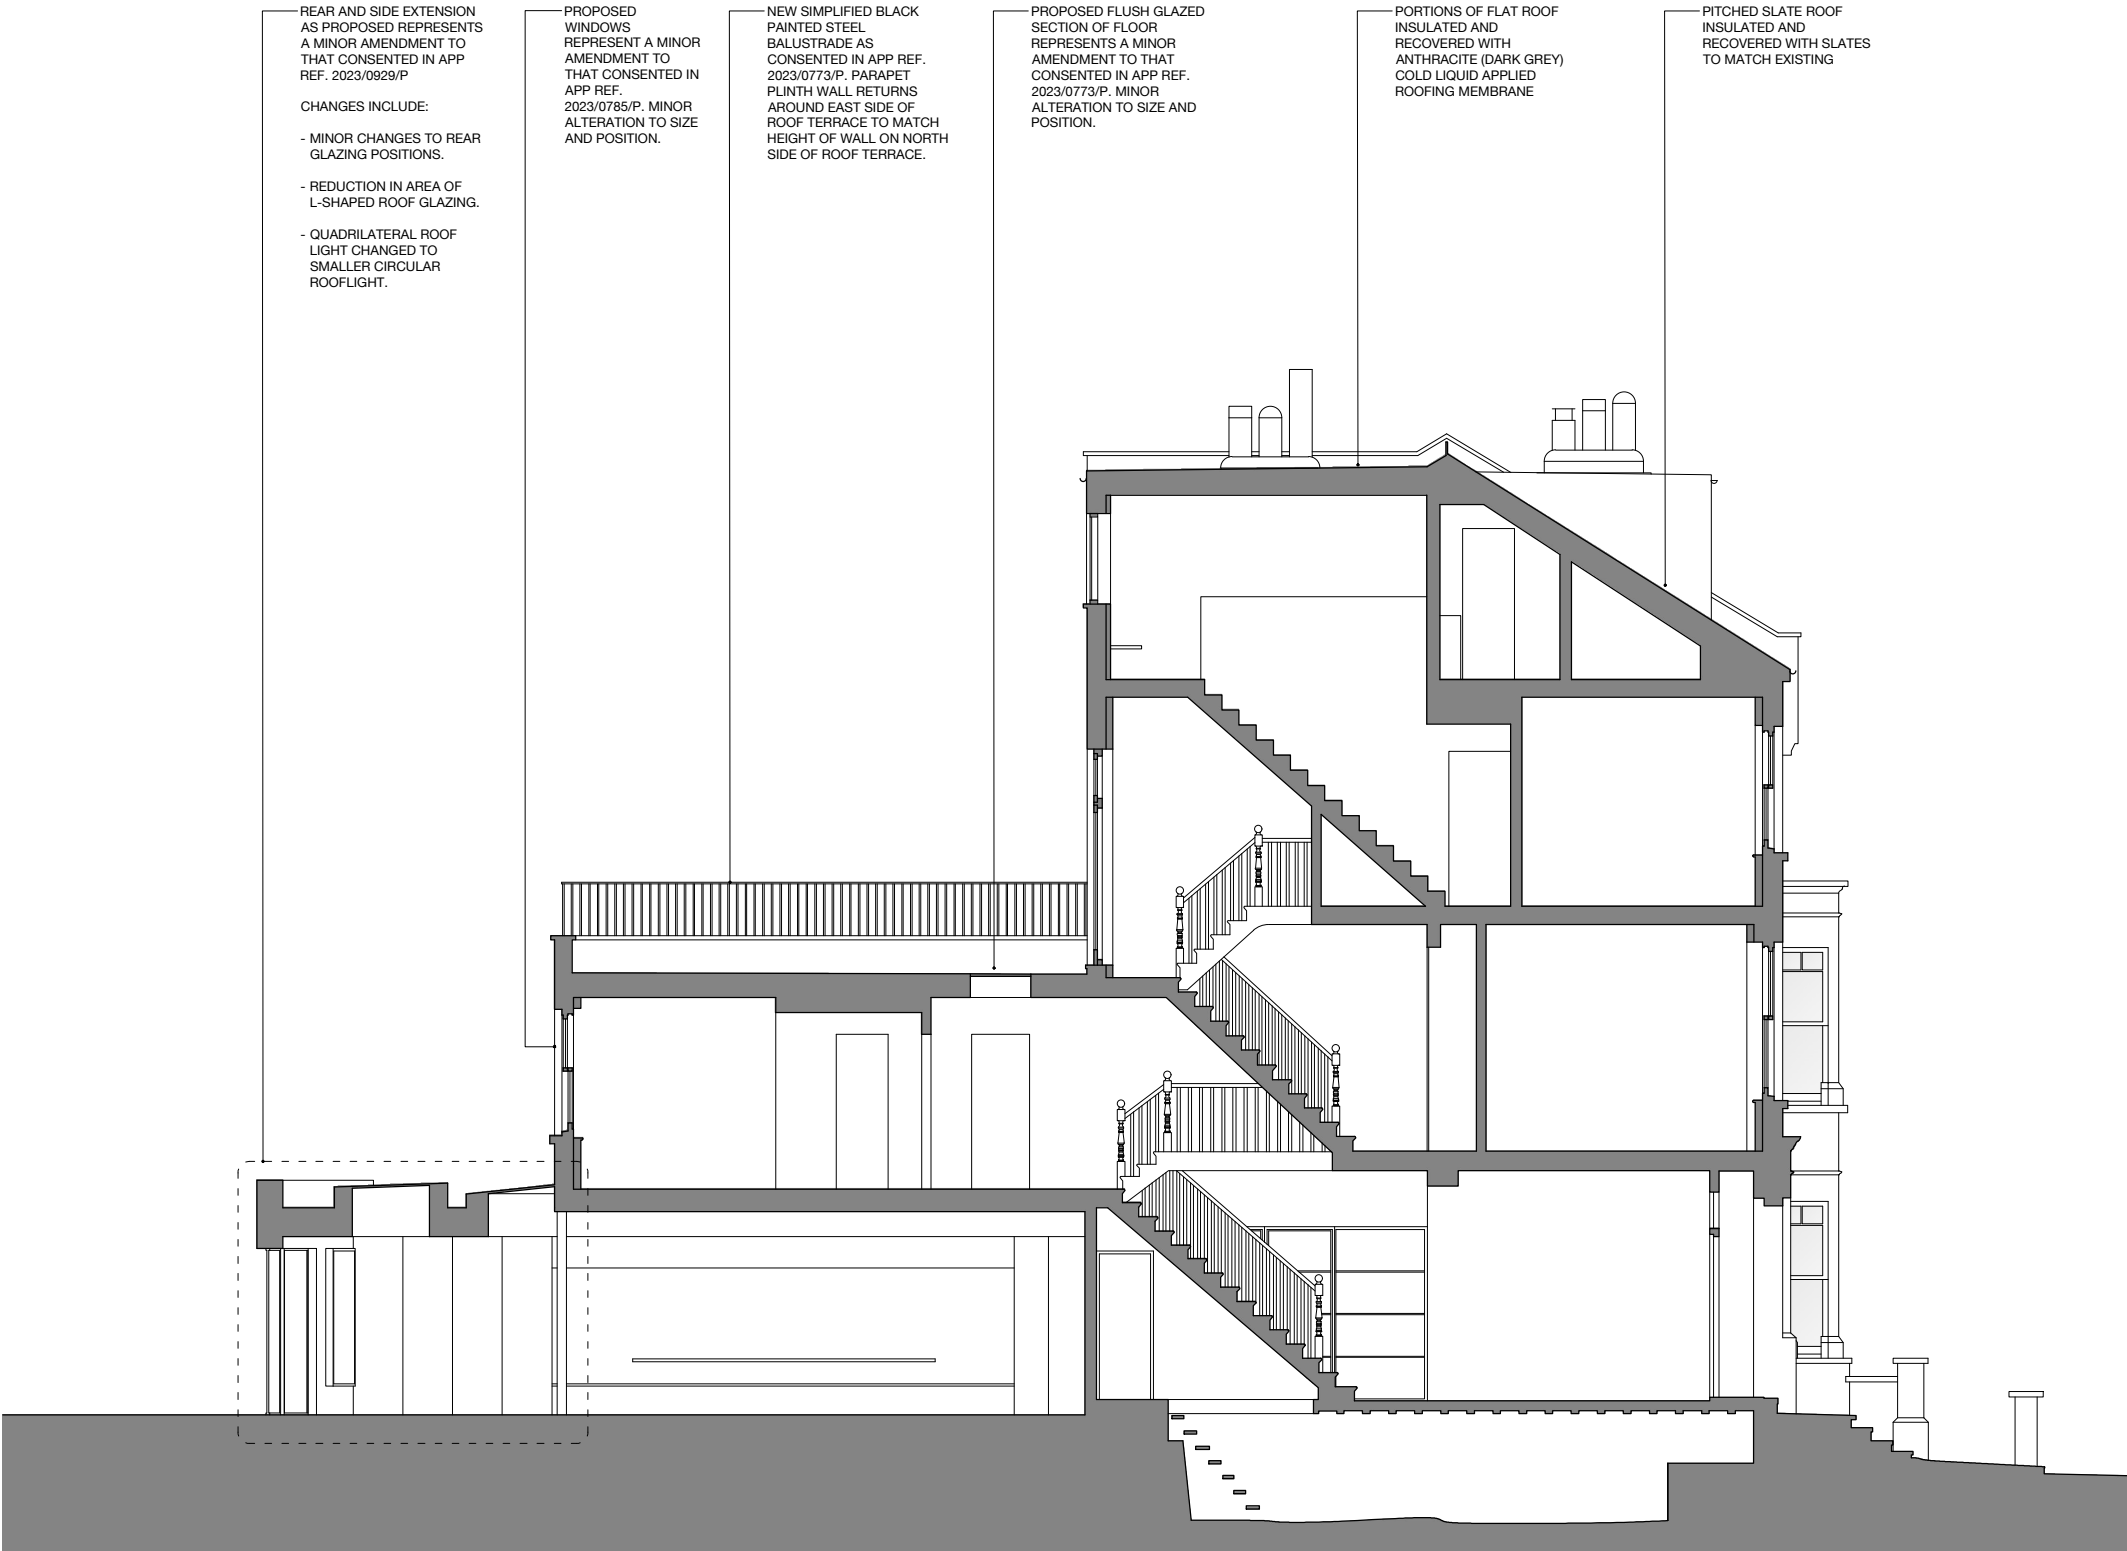 REAR AND SIDE EXTENSION
AS PROPOSED REPRESENTS
A MINOR AMENDMENT TO
THAT CONSENTED IN APP
REF. 2023/0929/P
CHANGES INCLUDE:
- MINOR CHANGES TO REAR
GLAZING POSITIONS.
- REDUCTION IN AREA OF
L-SHAPED ROOF GLAZING.
- QUADRILATERAL ROOF
LIGHT CHANGED TO
SMALLER CIRCULAR
ROOFLIGHT.
PROPOSED
WINDOWS
REPRESENT A MINOR
AMENDMENT TO
THAT CONSENTED IN
APP REF.
2023/0785/P. MINOR
ALTERATION TO SIZE
AND POSITION.
NEW SIMPLIFIED BLACK
PAINTED STEEL
BALUSTRADE AS
CONSENTED IN APP REF.
2023/0773/P. PARAPET
PLINTH WALL RETURNS
AROUND EAST SIDE OF
ROOF TERRACE TO MATCH
HEIGHT OF WALL ON NORTH
SIDE OF ROOF TERRACE.
PROPOSED FLUSH GLAZED
SECTION OF FLOOR
REPRESENTS A MINOR
AMENDMENT TO THAT
CONSENTED IN APP REF.
2023/0773/P. MINOR
ALTERATION TO SIZE AND
POSITION.
PORTIONS OF FLAT ROOF
INSULATED AND
RECOVERED WITH
ANTHRACITE (DARK GREY)
COLD LIQUID APPLIED
ROOFING MEMBRANE
PITCHED SLATE ROOF
INSULATED AND
RECOVERED WITH SLATES
TO MATCH EXISTING